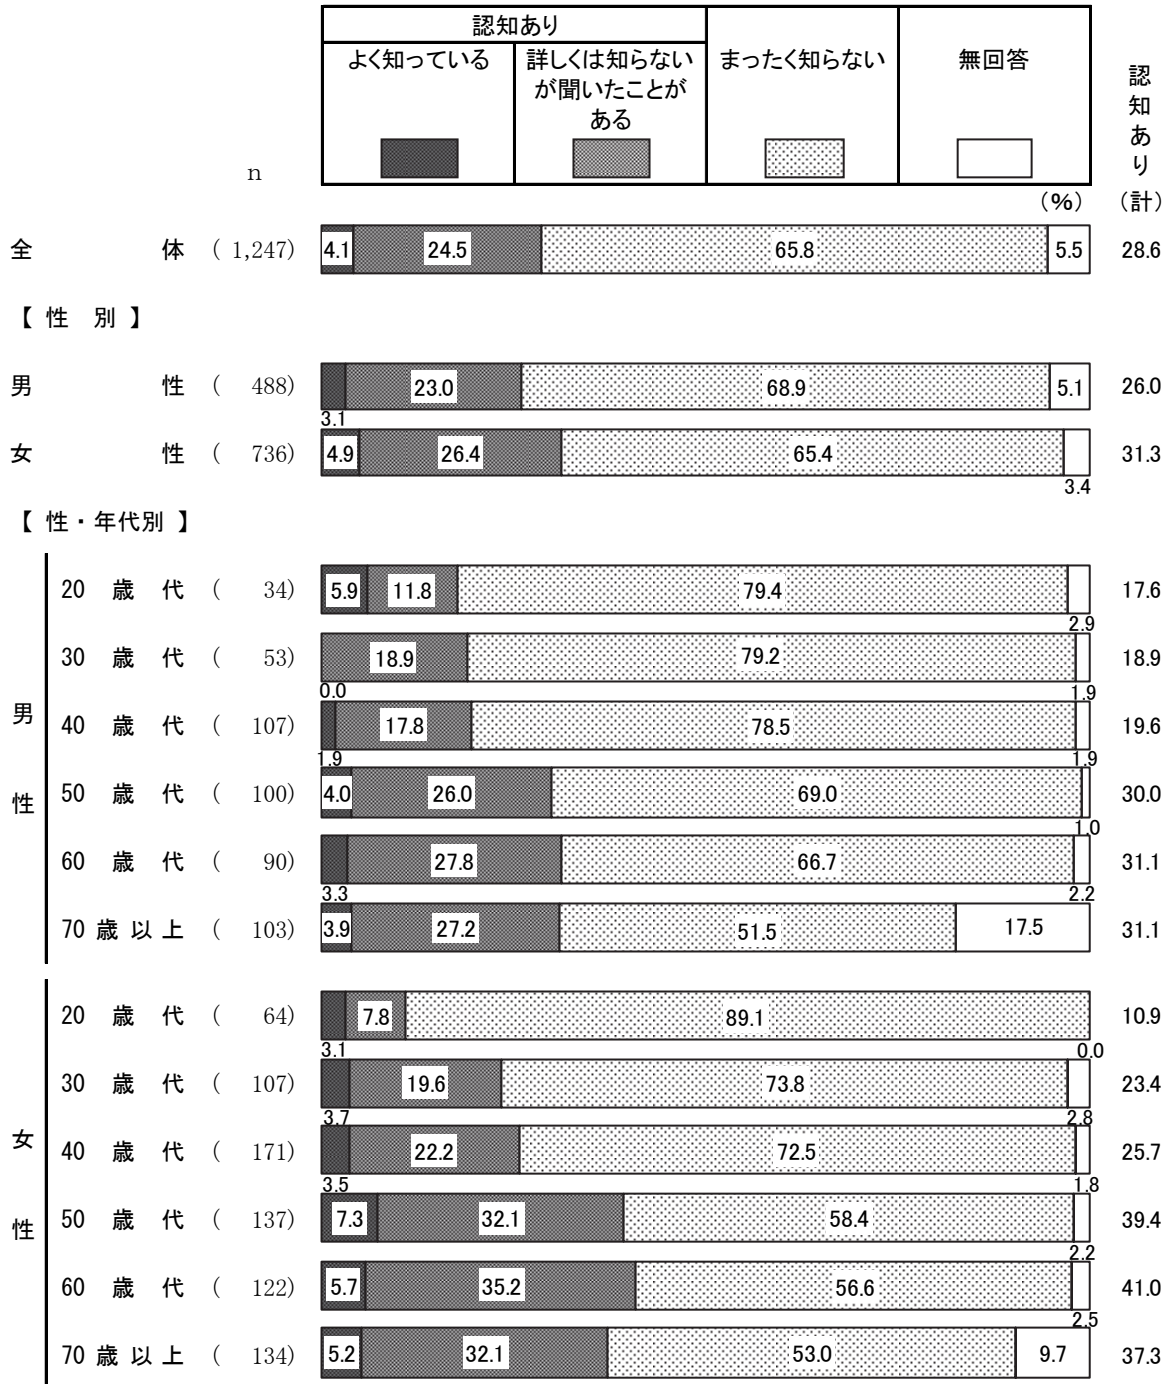 認知あり
よく知っている 詳しくは知らないが聞いたことがある まったく知らない 無回答
認知あり
n
(%) (計)
全体 ( 1,247) 4.1 24.5 65.8 5.5 28.6
【 性 別 】
男性 ( 488) 3.1 23.0 68.9 5.1 26.0
女性 ( 736) 4.9 26.4 65.4 3.4 31.3
【 性・年代別 】
男性
20 歳 代 ( 34) 5.9 11.8 79.4 2.9 17.6
30 歳 代 ( 53) 0.0 18.9 79.2 1.9 18.9
40 歳 代 ( 107) 1.9 17.8 78.5 1.9 19.6
50 歳 代 ( 100) 4.0 26.0 69.0 1.0 30.0
60 歳 代 ( 90) 3.3 27.8 66.7 2.2 31.1
70 歳 以 上 ( 103) 3.9 27.2 51.5 17.5 31.1
女性
20 歳 代 ( 64) 3.1 7.8 89.1 0.0 10.9
30 歳 代 ( 107) 3.7 19.6 73.8 2.8 23.4
40 歳 代 ( 171) 3.5 22.2 72.5 1.8 25.7
50 歳 代 ( 137) 7.3 32.1 58.4 2.2 39.4
60 歳 代 ( 122) 5.7 35.2 56.6 2.5 41.0
70 歳 以 上 ( 134) 5.2 32.1 53.0 9.7 37.3